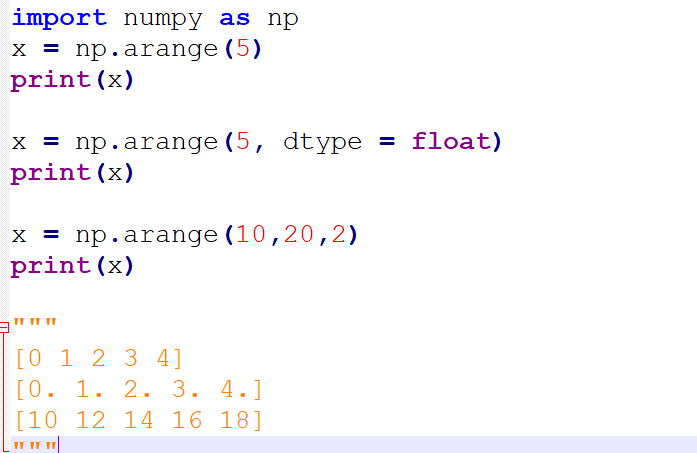 import numpy as np
x = np.arange(5)
print(x)
x = np.arange(5, dtype = float)
print(x)
x = np.arange(10,20,2)
print(x)
"""
[0 1 2 3 4]
[0. 1. 2. 3. 4.]
[10 12 14 16 18]
"""